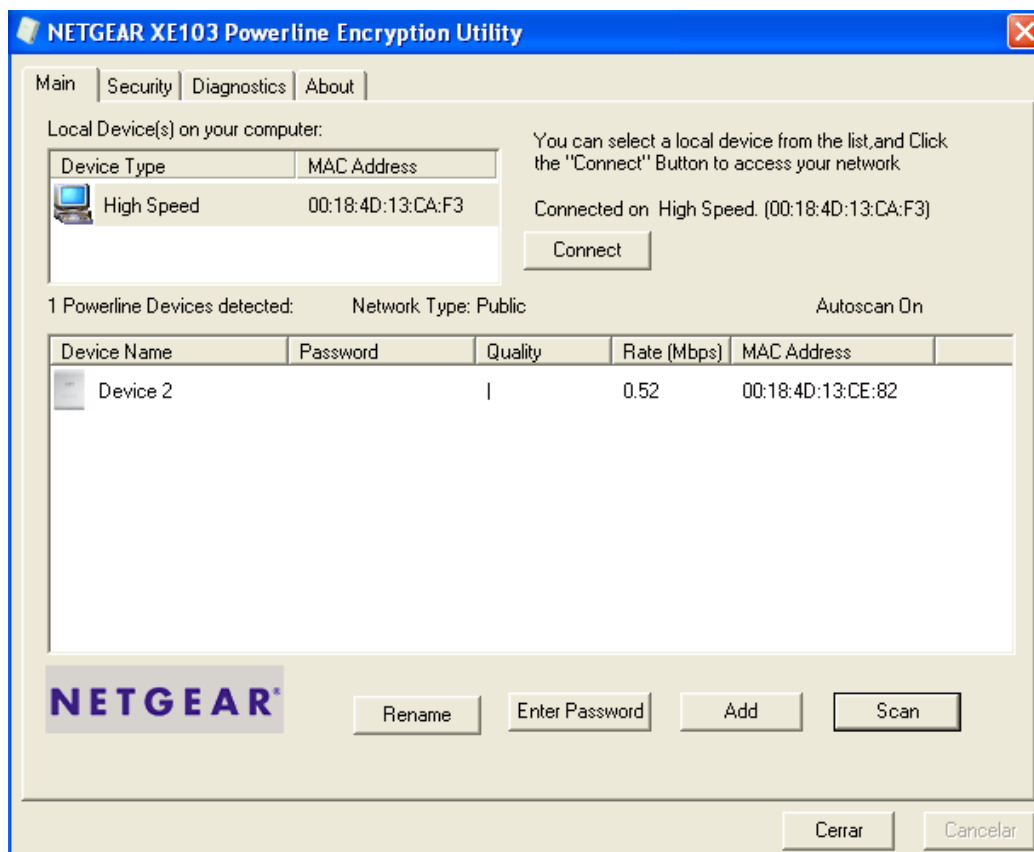 NETGEAR XE103 Powerline Encryption Utility
Main Security Diagnostics About
Local Device(s) on your computer:
Device Type MAC Address
High Speed 00:18:4D:13:CA:F3
You can select a local device from the list,and Click
the "Connect" Button to access your network
Connected on High Speed. (00:18:4D:13:CA:F3)
Connect
1 Powerline Devices detected: Network Type: Public Autoscan On
Device Name Password Quality Rate (Mbps) MAC Address
Device 2 | 0.52 00:18:4D:13:CE:82
NETGEAR®
Rename Enter Password Add Scan
Cerrar Cancelar